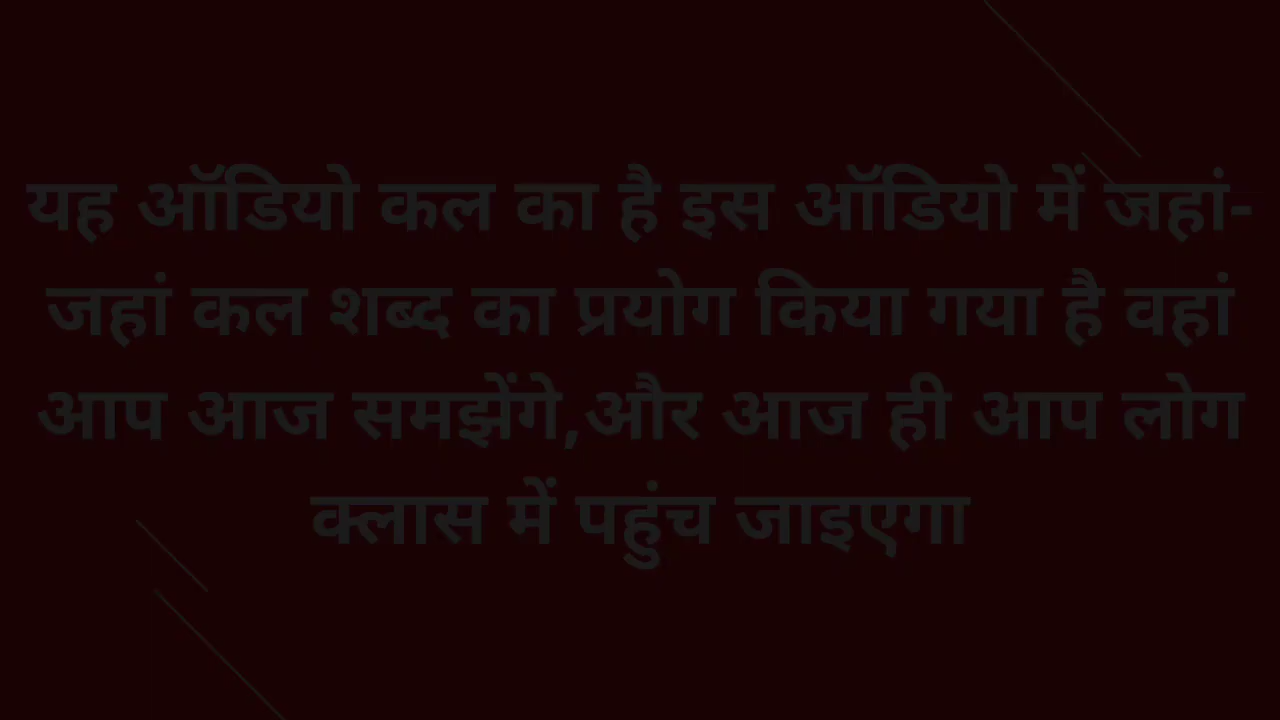 यह ऑडियो कल का है इस ऑडियो में जहां-
जहां कल शब्द का प्रयोग किया गया है वहां
आप आज समझेंगे,और आज ही आप लोग
क्लास में पहुंच जाइएगा